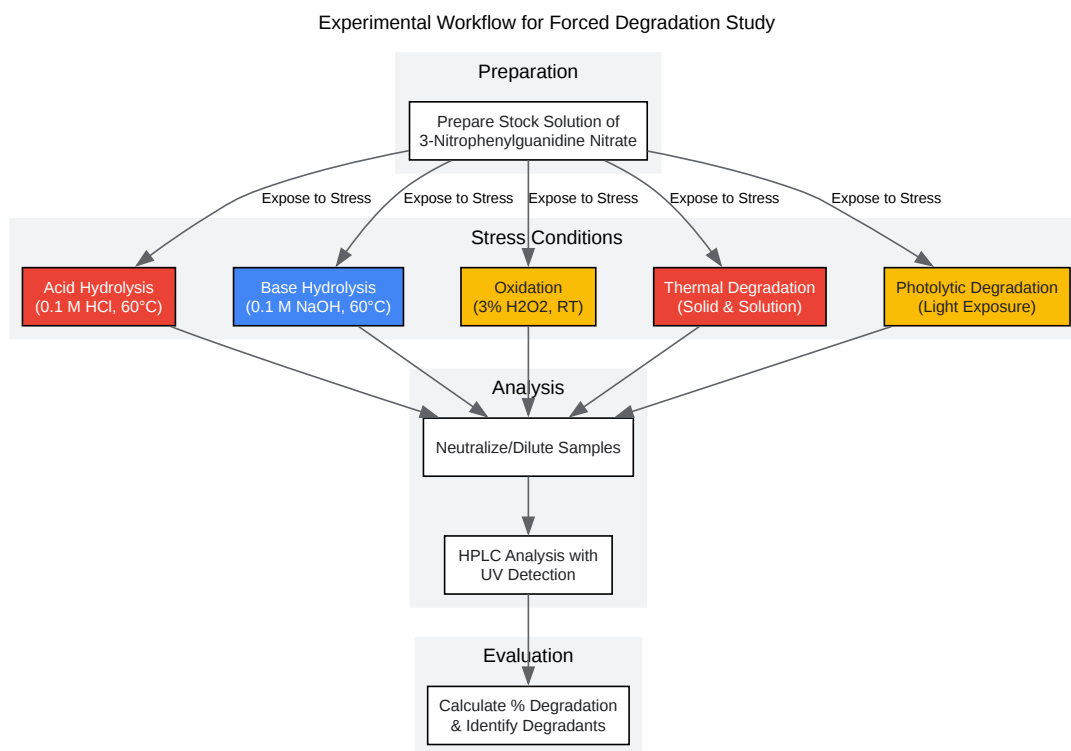 Experimental Workflow for Forced Degradation Study
Preparation
Prepare Stock Solution of
3-Nitrophenylguanidine Nitrate
Expose to Stress
Expose to Stress
Expose to Stress
Expose to Stress
Expose to Stress
Stress Conditions
Acid Hydrolysis
(0.1 M HCl, 60°C)
Base Hydrolysis
(0.1 M NaOH, 60°C)
Oxidation
(3% H2O2, RT)
Thermal Degradation
(Solid & Solution)
Photolytic Degradation
(Light Exposure)
Analysis
Neutralize/Dilute Samples
HPLC Analysis with
UV Detection
Evaluation
Calculate % Degradation
& Identify Degradants